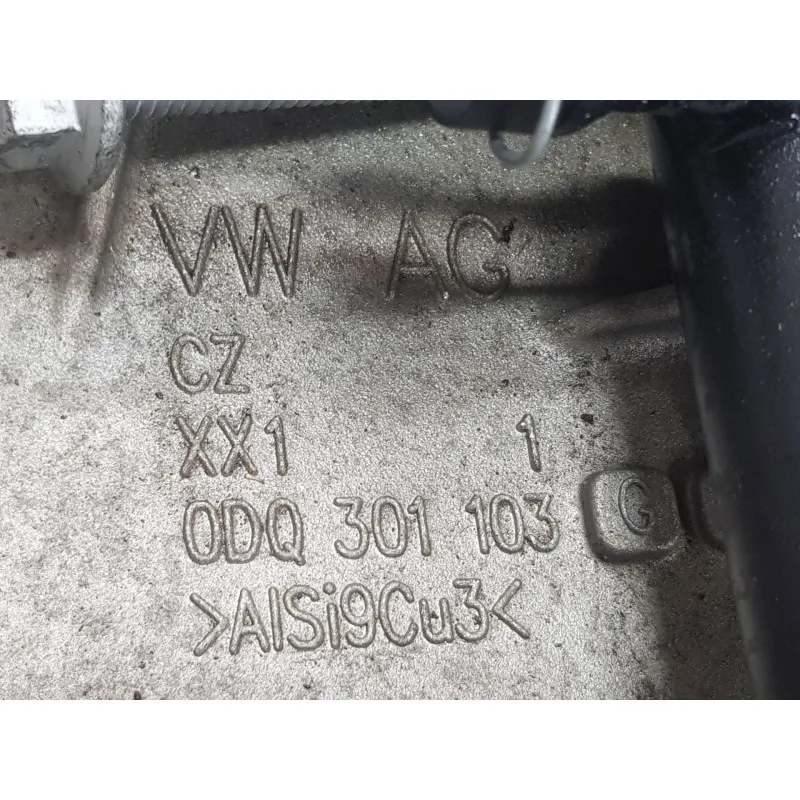 VW AG
CZ
XX1 1
0DQ 301 103 G
>AlSi9Cu3<